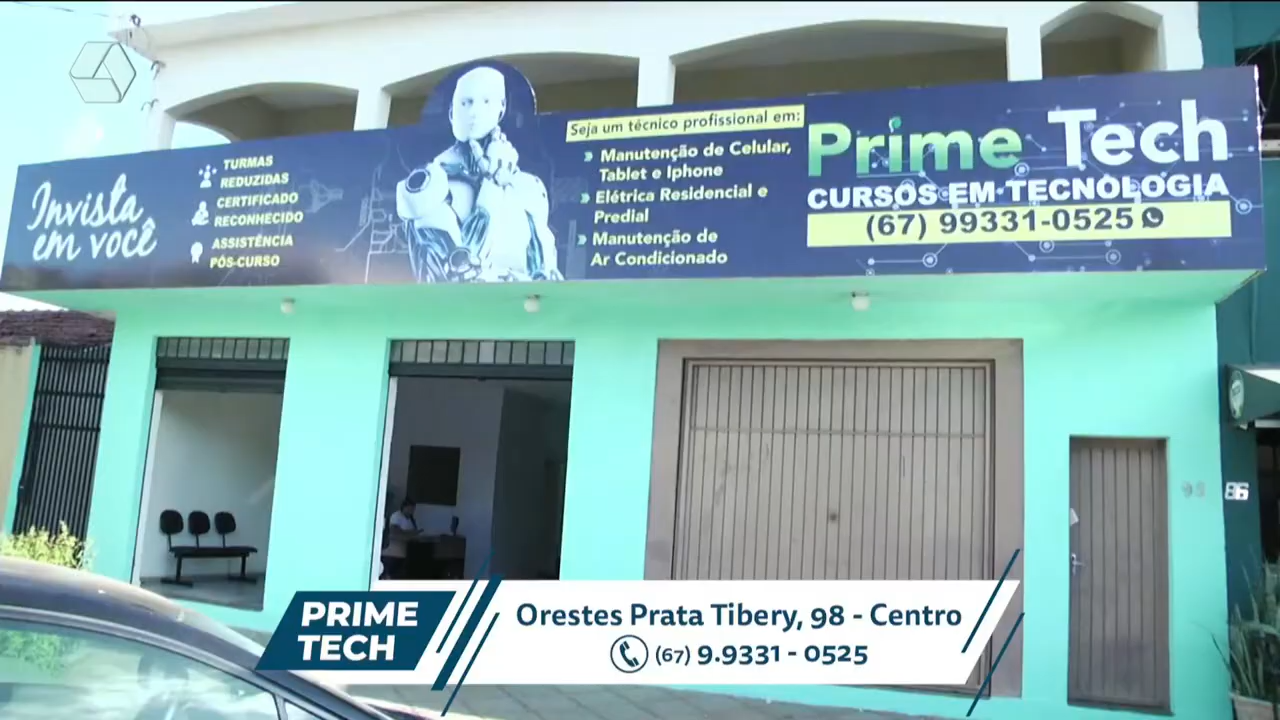 Invista
em você
TURMAS
REDUZIDAS
CERTIFICADO
RECONHECIDO
ASSISTÊNCIA
PÓS-CURSO
Seja um técnico profissional em:
» Manutenção de Celular,
Tablet e Iphone
» Elétrica Residencial e
Predial
» Manutenção de
Ar Condicionado
Prime Tech
CURSOS EM TECNOLOGIA
(67) 99331-0525
98
86
PRIME
TECH
Orestes Prata Tibery, 98 - Centro
(67) 9.9331 - 0525